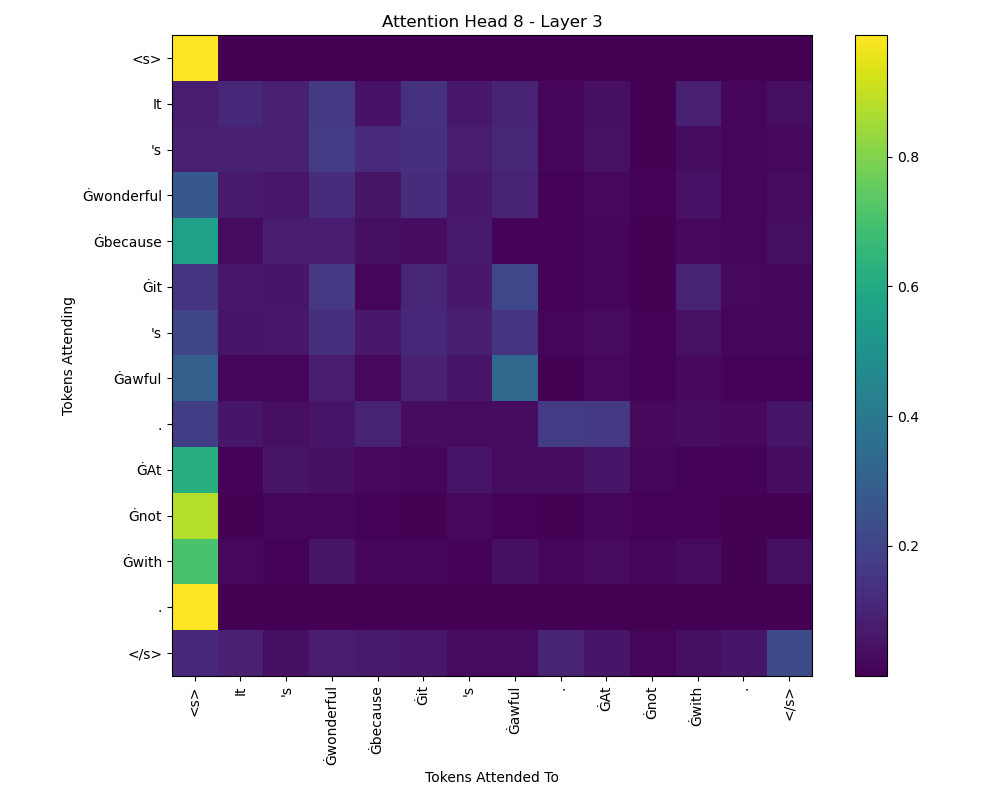 Attention Head 8 - Layer 3
Tokens Attending
<s>
It
's
Ġwonderful
Ġbecause
Ġit
's
Ġawful
.
ĠAt
Ġnot
Ġwith
.
</s>
<s>
It
's
Ġwonderful
Ġbecause
Ġit
's
Ġawful
.
ĠAt
Ġnot
Ġwith
.
</s>
Tokens Attended To
0.8
0.6
0.4
0.2